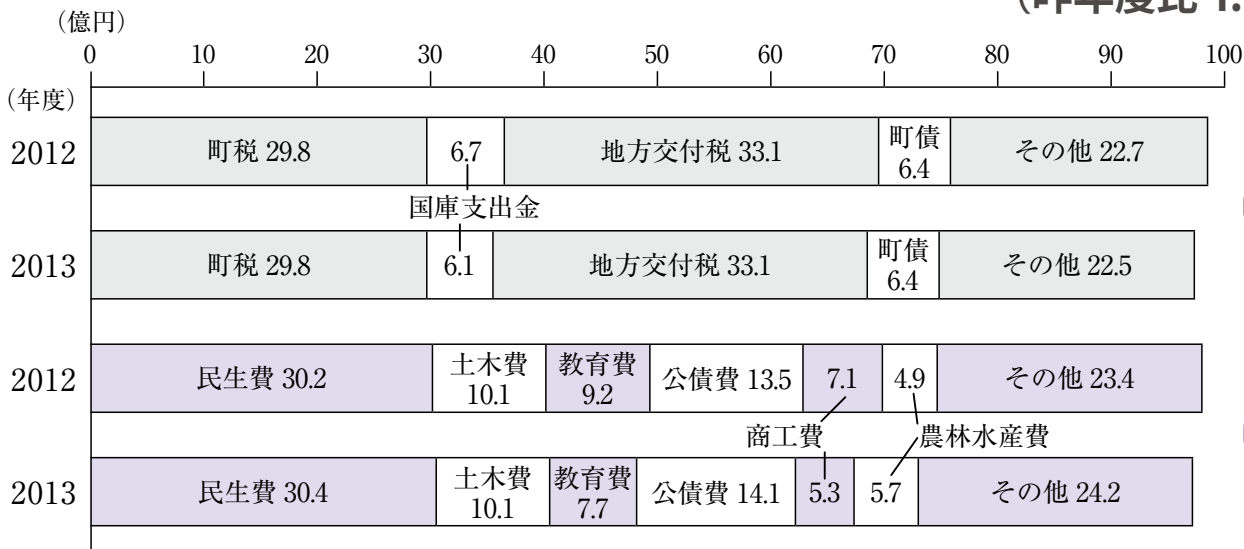 (昨年度比 1.
（億円）
0 10 20 30 40 50 60 70 80 90 100
（年度）
2012 町税 29.8 6.7 地方交付税 33.1 町債 6.4 その他 22.7
国庫支出金
2013 町税 29.8 6.1 地方交付税 33.1 町債 6.4 その他 22.5
2012 民生費 30.2 土木費 10.1 教育費 9.2 公債費 13.5 7.1 4.9 その他 23.4
商工費 農林水産費
2013 民生費 30.4 土木費 10.1 教育費 7.7 公債費 14.1 5.3 5.7 その他 24.2